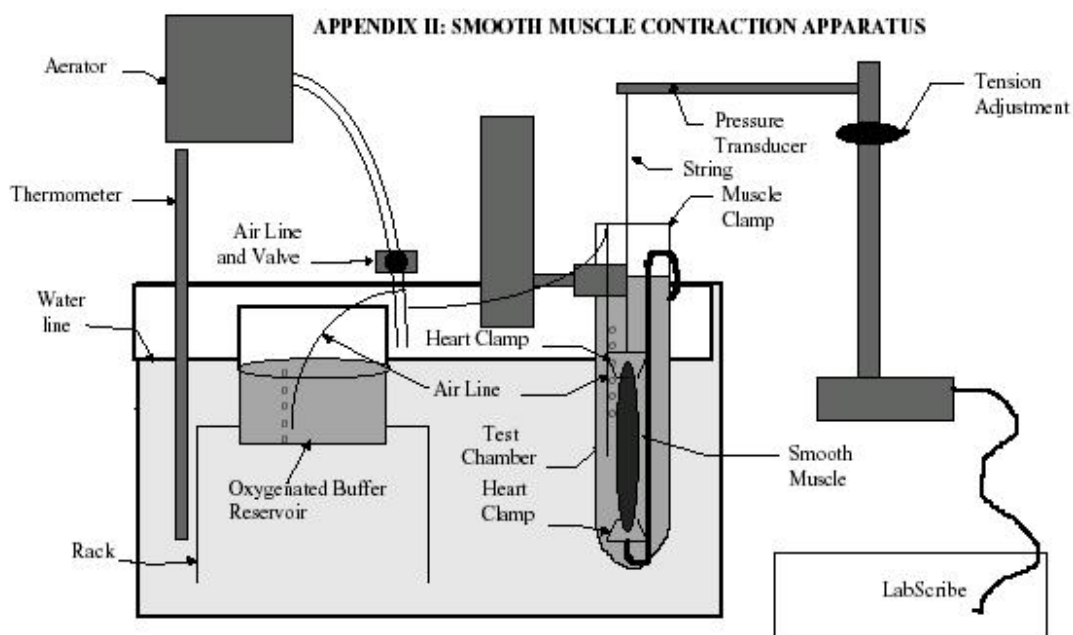 APPENDIX II: SMOOTH MUSCLE CONTRACTION APPARATUS
Aerator
Tension
Adjustment
Pressure
Transducer
String
Thermometer
Muscle
Clamp
Air Line
and Valve
Water
line
Heart Clamp
Air Line
Test
Chamber
Smooth
Muscle
Heart
Clamp
Oxygenated Buffer
Reservoir
Rack
LabScribe